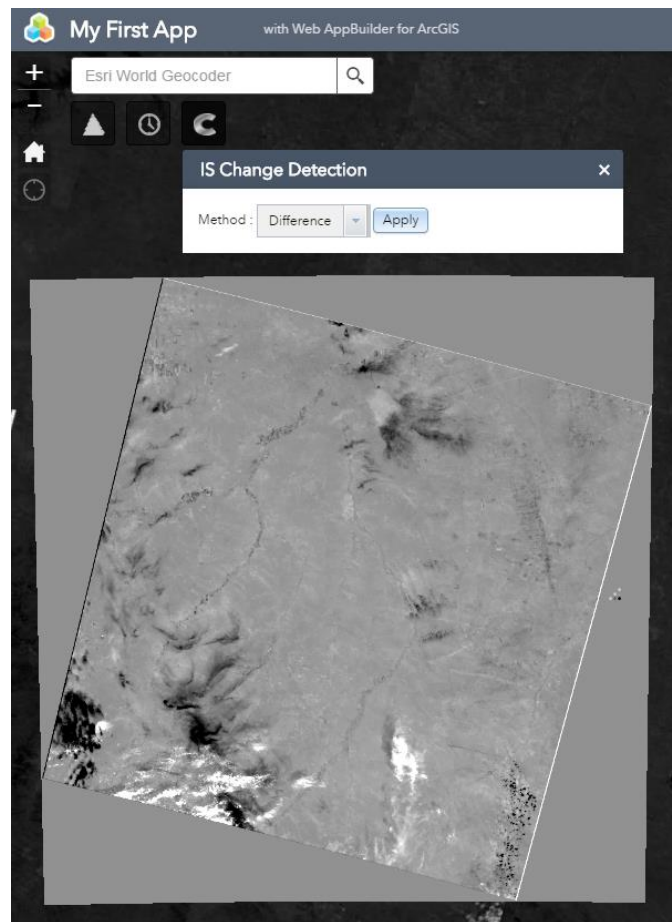 My First App with Web AppBuilder for ArcGIS
+
Esri World Geocoder
−
IS Change Detection ×
Method : Difference Apply